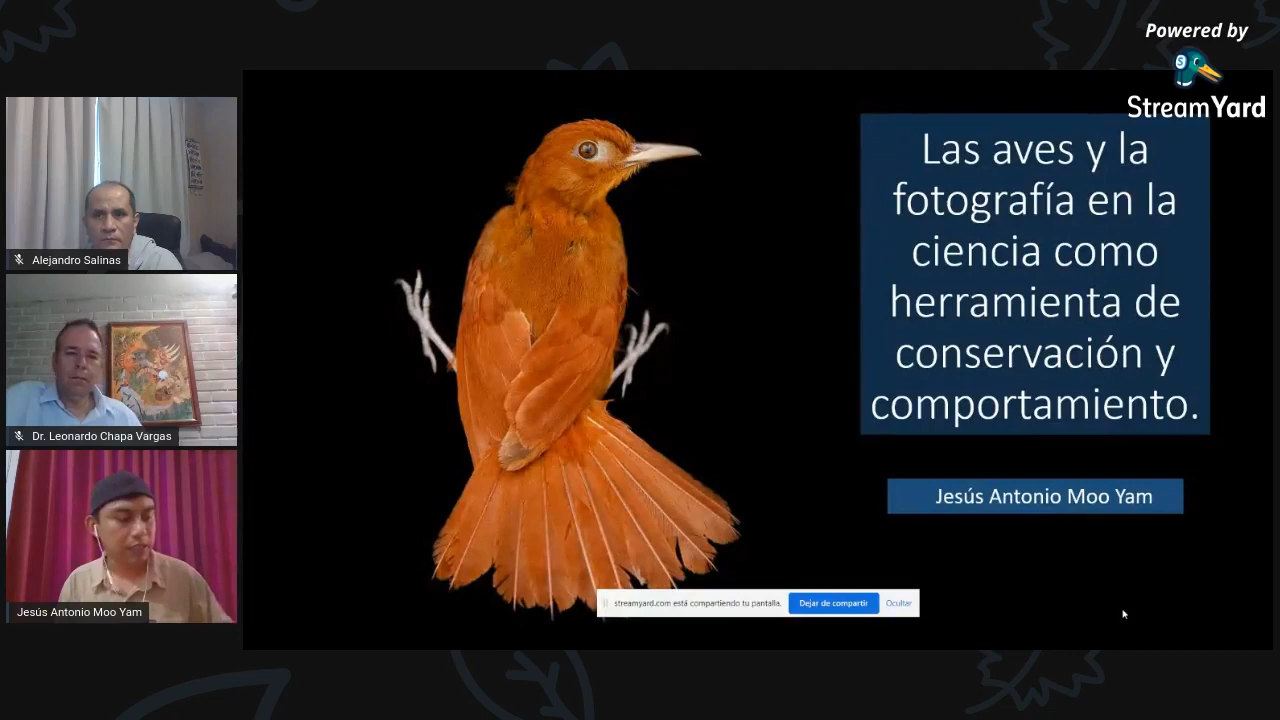 Powered by
StreamYard
Las aves y la
fotografía en la
ciencia como
herramienta de
conservación y
comportamiento.
Jesús Antonio Moo Yam
streamyard.com está compartiendo tu pantalla.
Dejar de compartir
Ocultar
Alejandro Salinas
Dr. Leonardo Chapa Vargas
Jesús Antonio Moo Yam